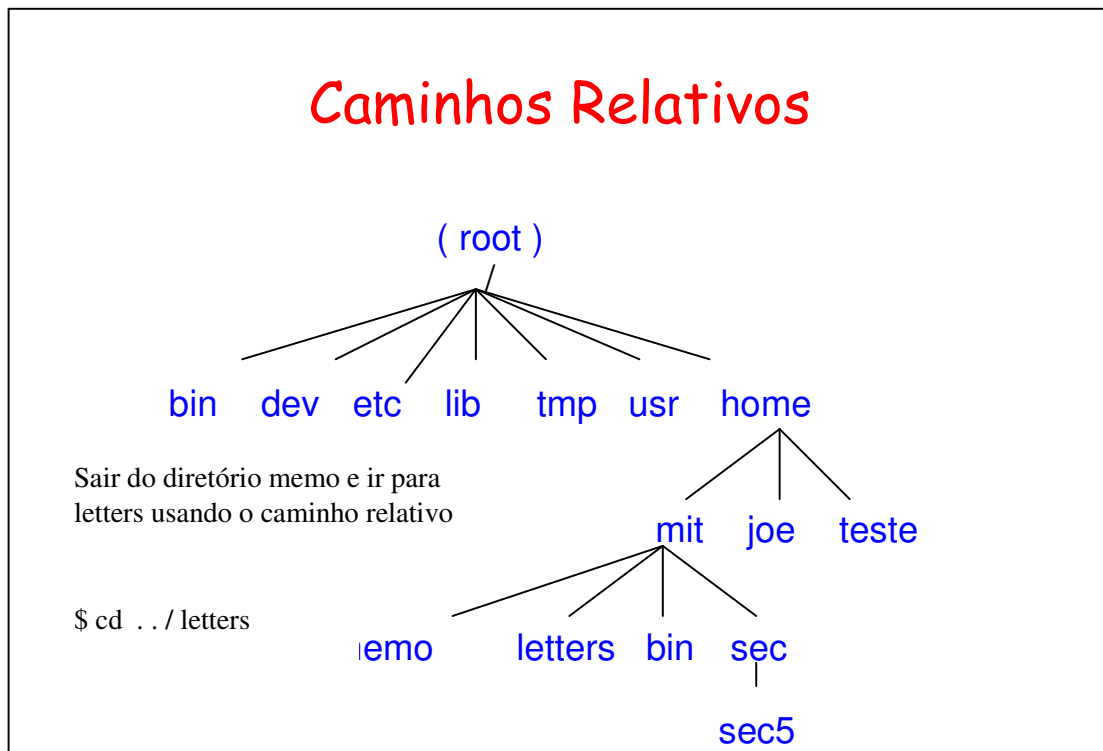 Caminhos Relativos
( root )
bin dev etc lib tmp usr home
Sair do diretório memo e ir para
letters usando o caminho relativo
mit joe teste
$ cd . . / letters
emo letters bin sec
sec5